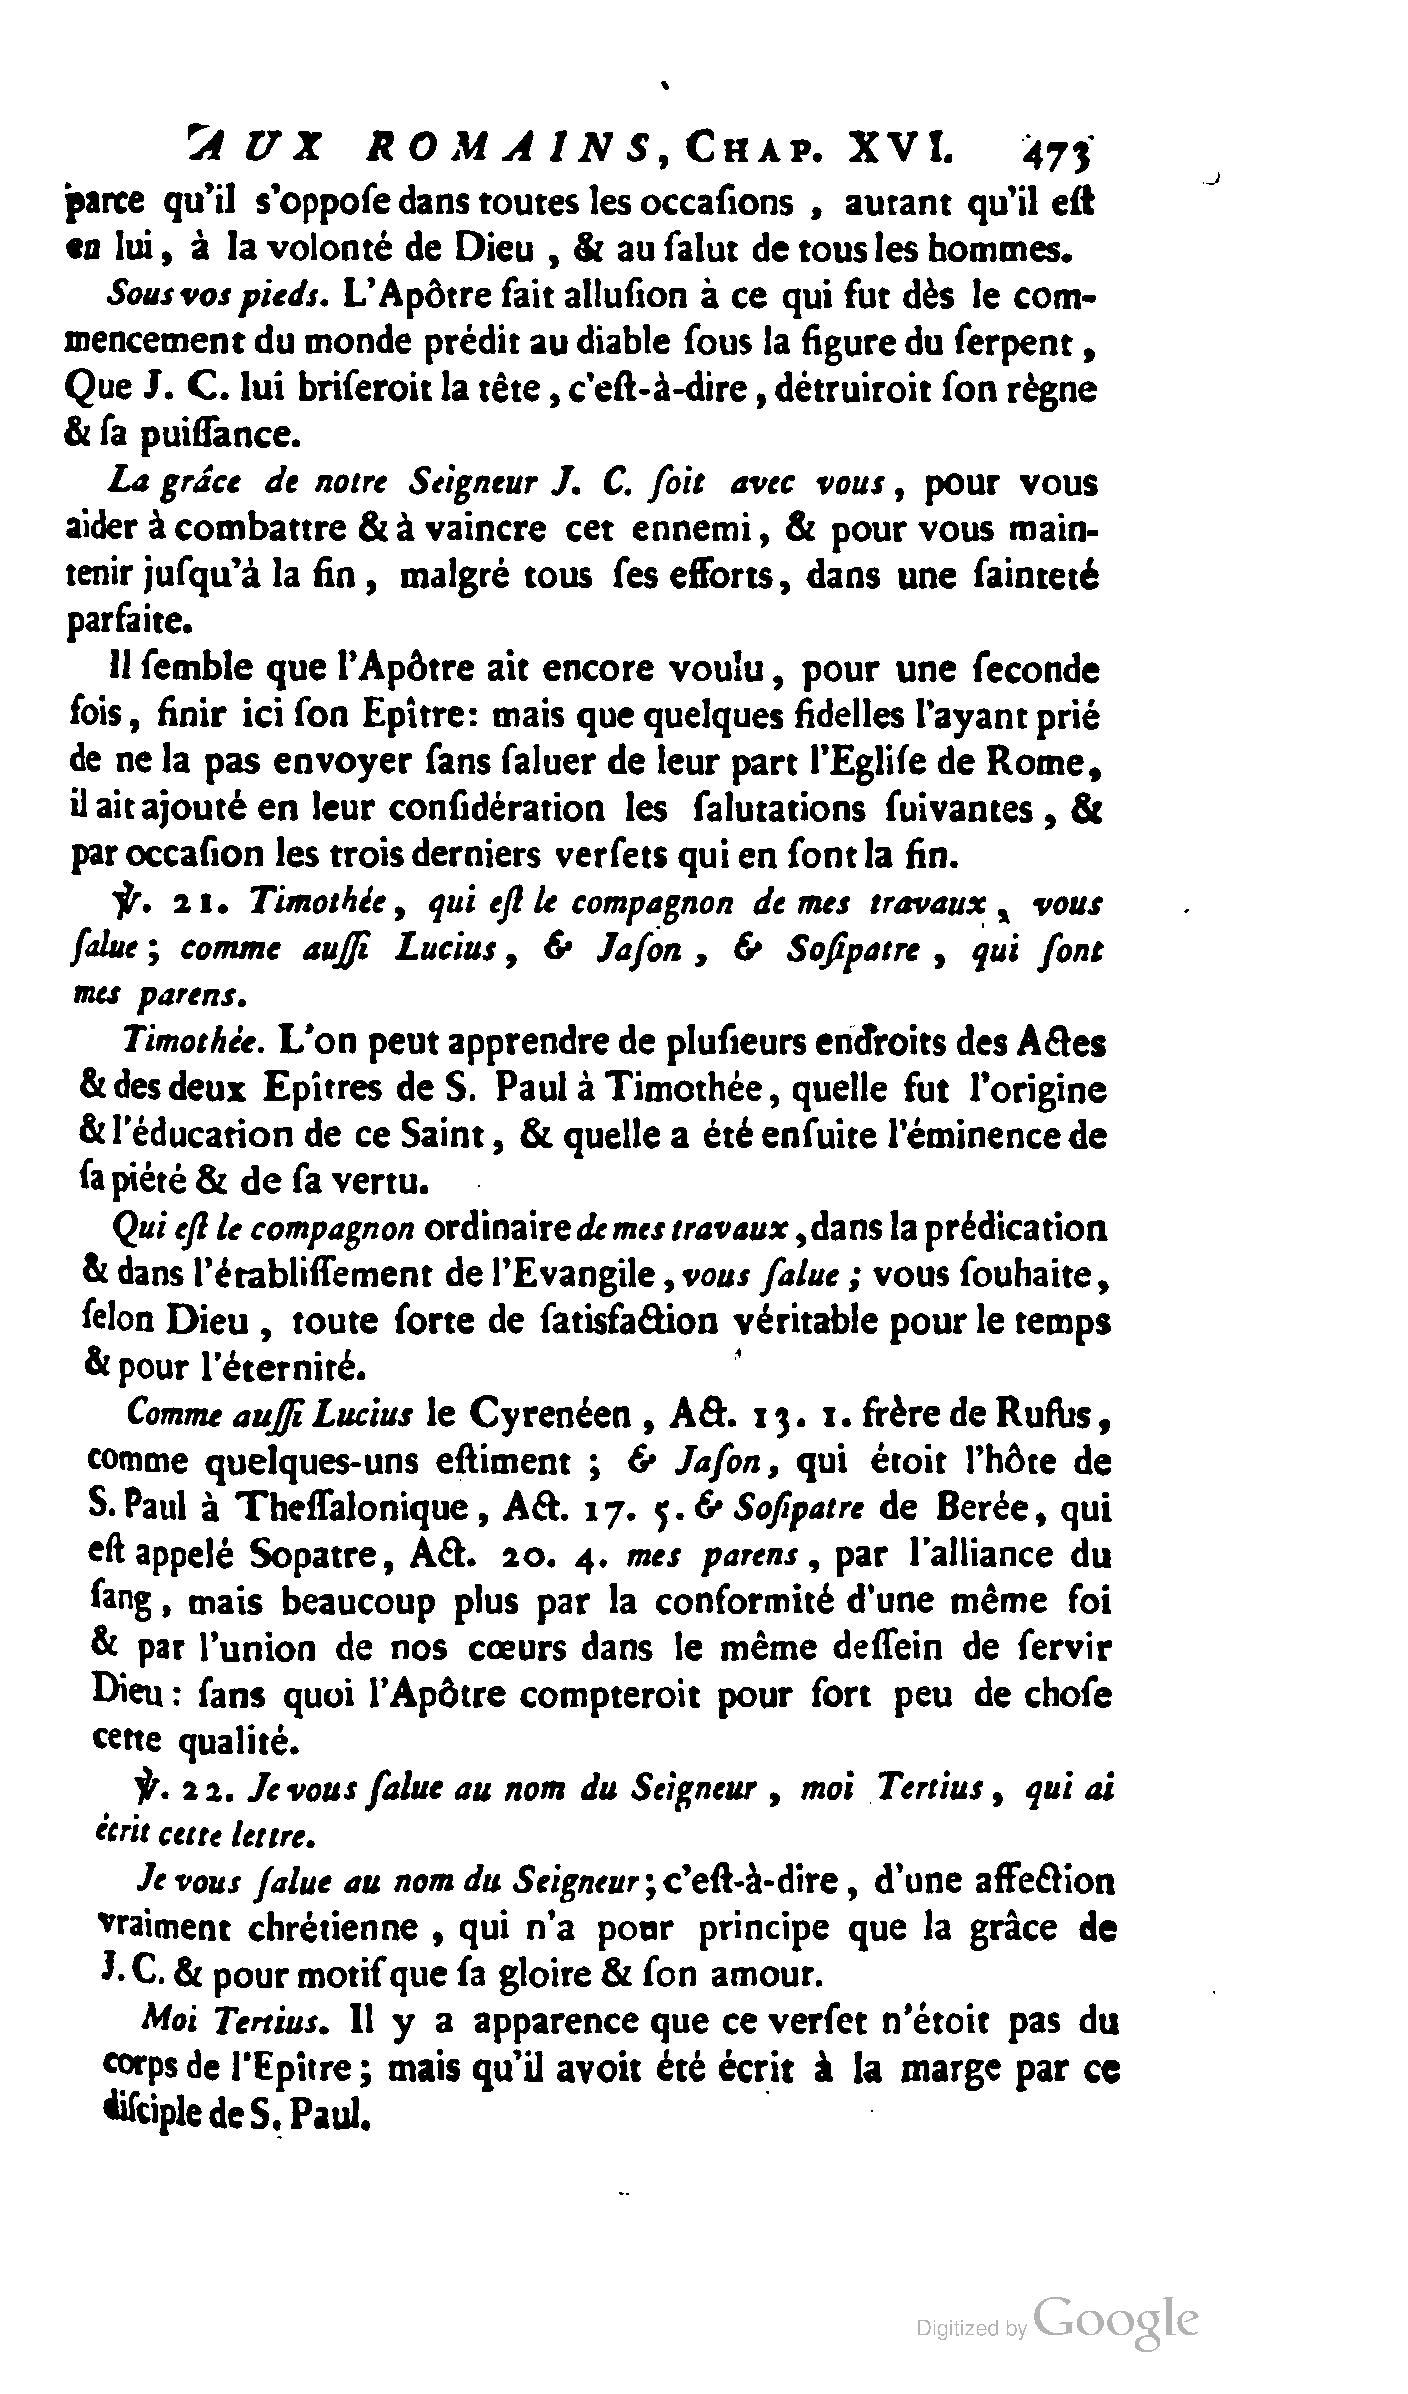 AUX ROMAINS, CHAP. XVI. 473
parce qu'il s'oppoſe dans toutes les occaſions , autant qu'il eſt
en lui, à la volonté de Dieu , & au ſalut de tous les hommes.
Sous vos pieds. L'Apôtre fait alluſion à ce qui fut dès le com-
mencement du monde prédit au diable ſous la figure du ſerpent ,
Que J. C. lui briſeroit la tête, c'eſt-à-dire, détruiroit ſon règne
& ſa puiſſance.
La grâce de notre Seigneur J. C. ſoit avec vous, pour vous
aider à combattre & à vaincre cet ennemi, & pour vous main-
tenir juſqu'à la fin, malgré tous ſes efforts, dans une ſainteté
parfaite.
Il ſemble que l'Apôtre ait encore voulu, pour une ſeconde
fois, finir ici ſon Epître: mais que quelques fidelles l'ayant prié
de ne la pas envoyer ſans ſaluer de leur part l'Egliſe de Rome,
il ait ajouté en leur conſidération les ſalutations ſuivantes, &
par occaſion les trois derniers verſets qui en ſont la fin.
℣. 21. Timothée, qui eſt le compagnon de mes travaux, vous
ſalue; comme auſſi Lucius, & Jaſon, & Soſipatre, qui ſont
mes parens.
Timothée. L'on peut apprendre de pluſieurs endroits des Actes
& des deux Epîtres de S. Paul à Timothée, quelle fut l'origine
& l'éducation de ce Saint, & quelle a été enſuite l'éminence de
ſa piété & de ſa vertu.
Qui eſt le compagnon ordinaire de mes travaux, dans la prédication
& dans l'établiſſement de l'Evangile, vous ſalue; vous ſouhaite,
ſelon Dieu , toute ſorte de ſatisfaction véritable pour le temps
& pour l'éternité.
Comme auſſi Lucius le Cyrenéen , Act. 13. 1. frère de Rufus,
comme quelques-uns eſtiment ; & Jaſon, qui étoit l'hôte de
S. Paul à Theſſalonique, Act. 17. 5. & Soſipatre de Berée, qui
eſt appelé Sopatre, Act. 20. 4. mes parens, par l'alliance du
ſang, mais beaucoup plus par la conformité d'une même foi
& par l'union de nos cœurs dans le même deſſein de ſervir
Dieu: ſans quoi l'Apôtre compteroit pour fort peu de choſe
cette qualité.
℣. 22. Je vous ſalue au nom du Seigneur , moi Tertius, qui ai
écrit cette lettre.
Je vous ſalue au nom du Seigneur; c'eſt-à-dire, d'une affection
vraiment chrétienne , qui n'a pour principe que la grâce de
J. C. & pour motif que ſa gloire & ſon amour.
Moi Tertius. Il y a apparence que ce verſet n'étoit pas du
corps de l'Epître; mais qu'il avoit été écrit à la marge par ce
diſciple de S. Paul.
Digitized by Google